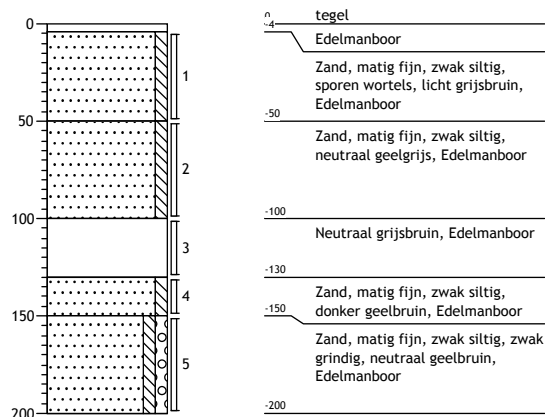 0
50
100
150
200
1
2
3
4
5
0
tegel
-4
Edelmanboor
Zand, matig fijn, zwak siltig,
sporen wortels, licht grijsbruin,
Edelmanboor
-50
Zand, matig fijn, zwak siltig,
neutraal geelgrijs, Edelmanboor
-100
Neutraal grijsbruin, Edelmanboor
-130
Zand, matig fijn, zwak siltig,
donker geelbruin, Edelmanboor
-150
Zand, matig fijn, zwak siltig, zwak
grindig, neutraal geelbruin,
Edelmanboor
-200